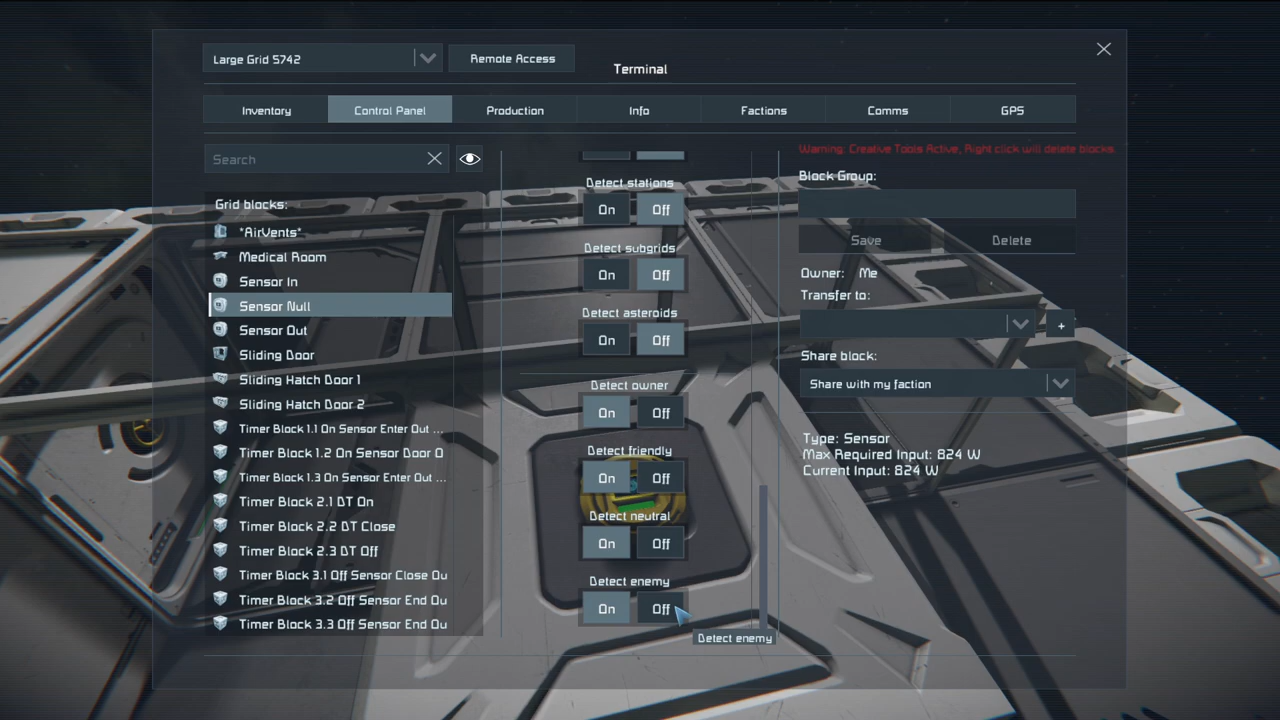 Large Grid 5742
Remote Access
Terminal
Inventory
Control Panel
Production
Info
Factions
Comms
GPS
Search
Grid blocks:
*AirVents*
Medical Room
Sensor In
Sensor Null
Sensor Out
Sliding Door
Sliding Hatch Door 1
Sliding Hatch Door 2
Timer Block 1.1 On Sensor Enter Out ...
Timer Block 1.2 On Sensor Door O
Timer Block 1.3 On Sensor Enter Out ...
Timer Block 2.1 DT On
Timer Block 2.2 DT Close
Timer Block 2.3 DT Off
Timer Block 3.1 Off Sensor Close Ou
Timer Block 3.2 Off Sensor End Ou
Timer Block 3.3 Off Sensor End Ou
Detect stations
On Off
Detect subgrids
On Off
Detect asteroids
On Off
Detect owner
On Off
Detect friendly
On Off
Detect neutral
On Off
Detect enemy
On Off
Detect enemy
Warning: Creative Tools Active, Right click will delete blocks.
Block Group:
Save
Delete
Owner: Me
Transfer to:
+
Share block:
Share with my faction
Type: Sensor
Max Required Input: 824 W
Current Input: 824 W